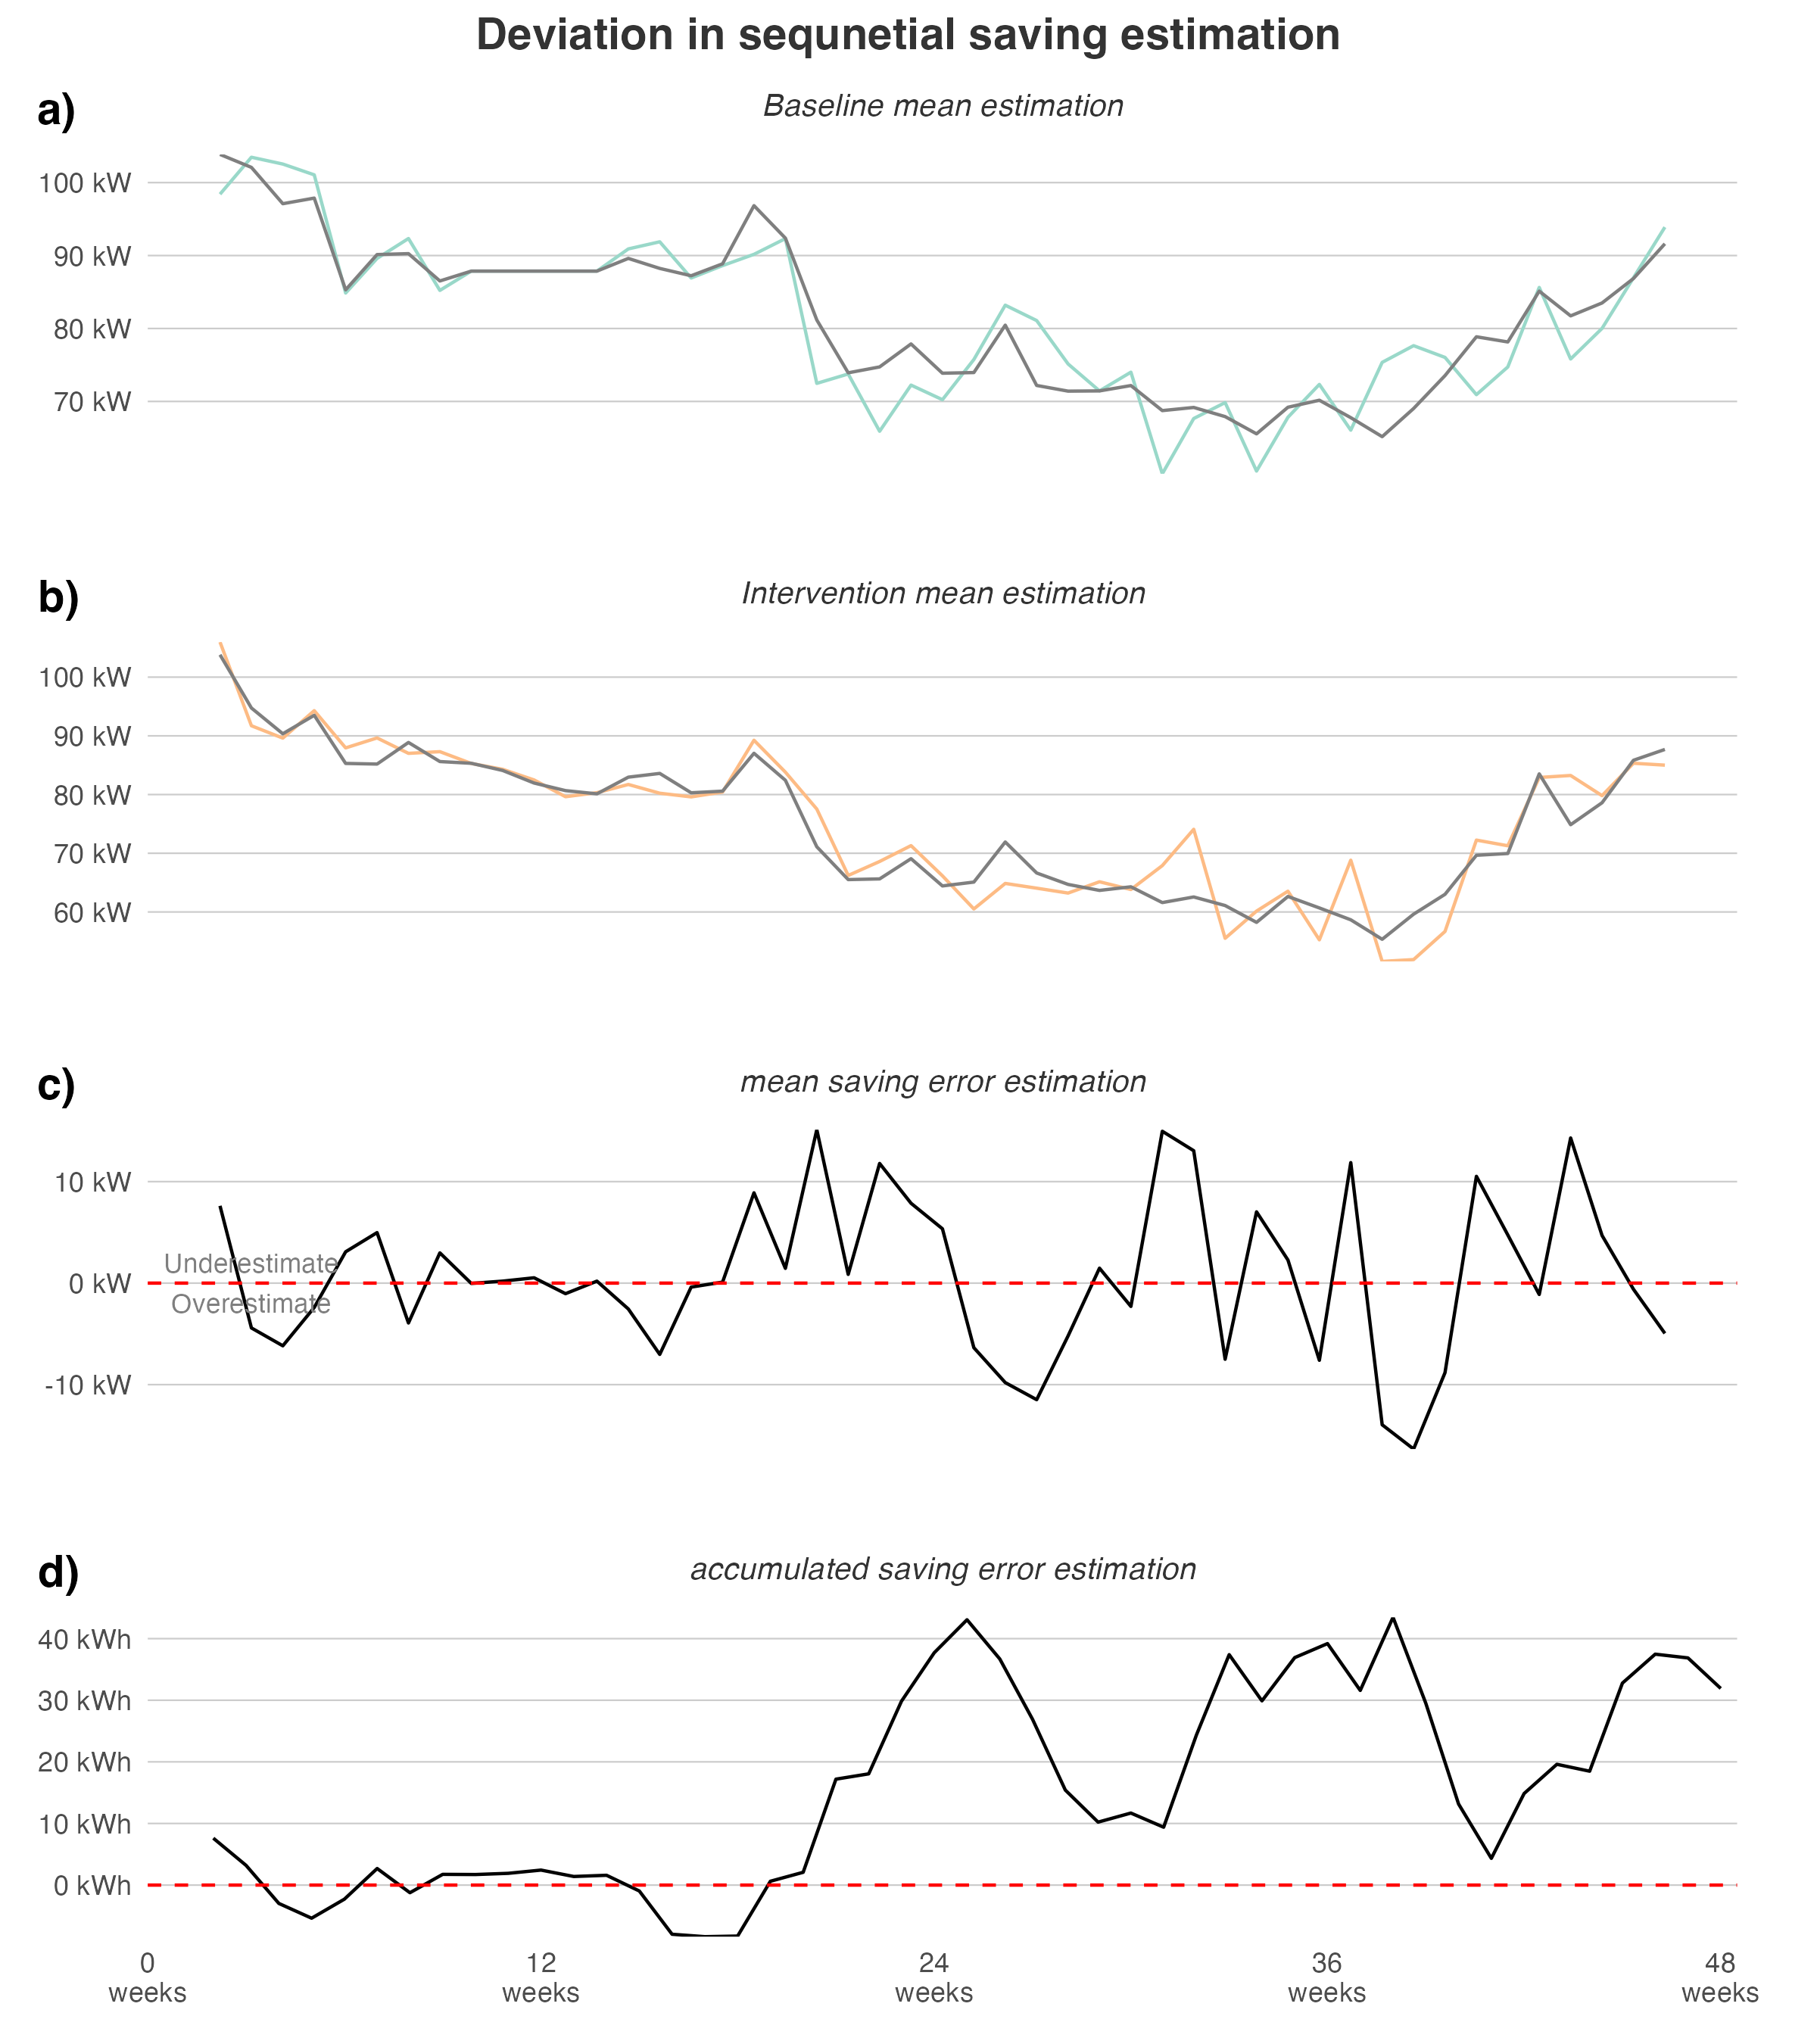 Deviation in sequnetial saving estimation
a)
Baseline mean estimation
100 kW
90 kW
80 kW
70 kW
b)
Intervention mean estimation
100 kW
90 kW
80 kW
70 kW
60 kW
c)
mean saving error estimation
10 kW
Underestimate
0 kW
Overestimate
-10 kW
d)
accumulated saving error estimation
40 kWh
30 kWh
20 kWh
10 kWh
0 kWh
0 12 24 36 48
weeks weeks weeks weeks weeks